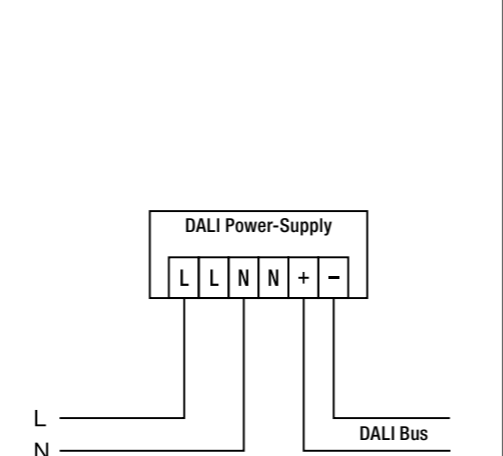 DALI Power-Supply
L L N N + −
L
DALI Bus
N